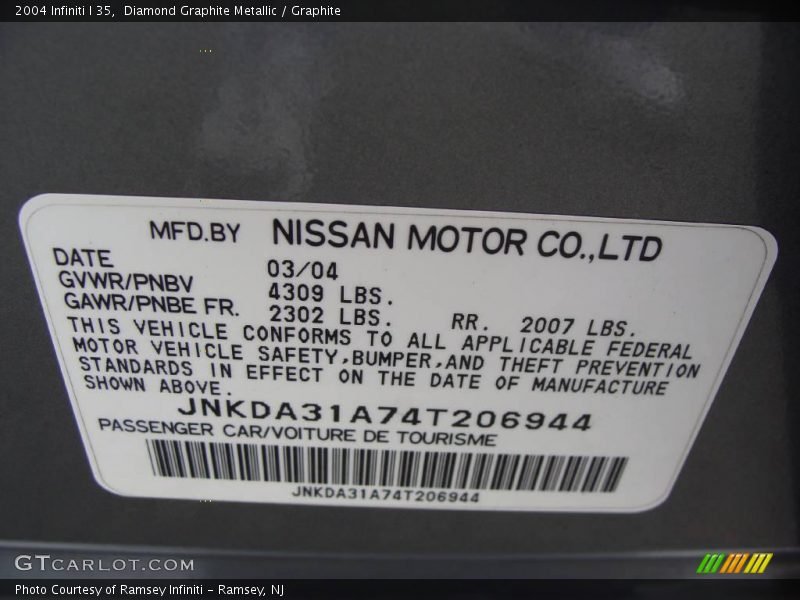 2004 Infiniti I 35,  Diamond Graphite Metallic / Graphite
MFD.BY NISSAN MOTOR CO.,LTD
DATE 03/04
GVWR/PNBV 4309 LBS.
GAWR/PNBE FR. 2302 LBS. RR. 2007 LBS.
THIS VEHICLE CONFORMS TO ALL APPLICABLE FEDERAL
MOTOR VEHICLE SAFETY,BUMPER,AND THEFT PREVENTION
STANDARDS IN EFFECT ON THE DATE OF MANUFACTURE
SHOWN ABOVE.
JNKDA31A74T206944
PASSENGER CAR/VOITURE DE TOURISME
JNKDA31A74T206944
GTCARLOT.COM
Photo Courtesy of Ramsey Infiniti – Ramsey, NJ